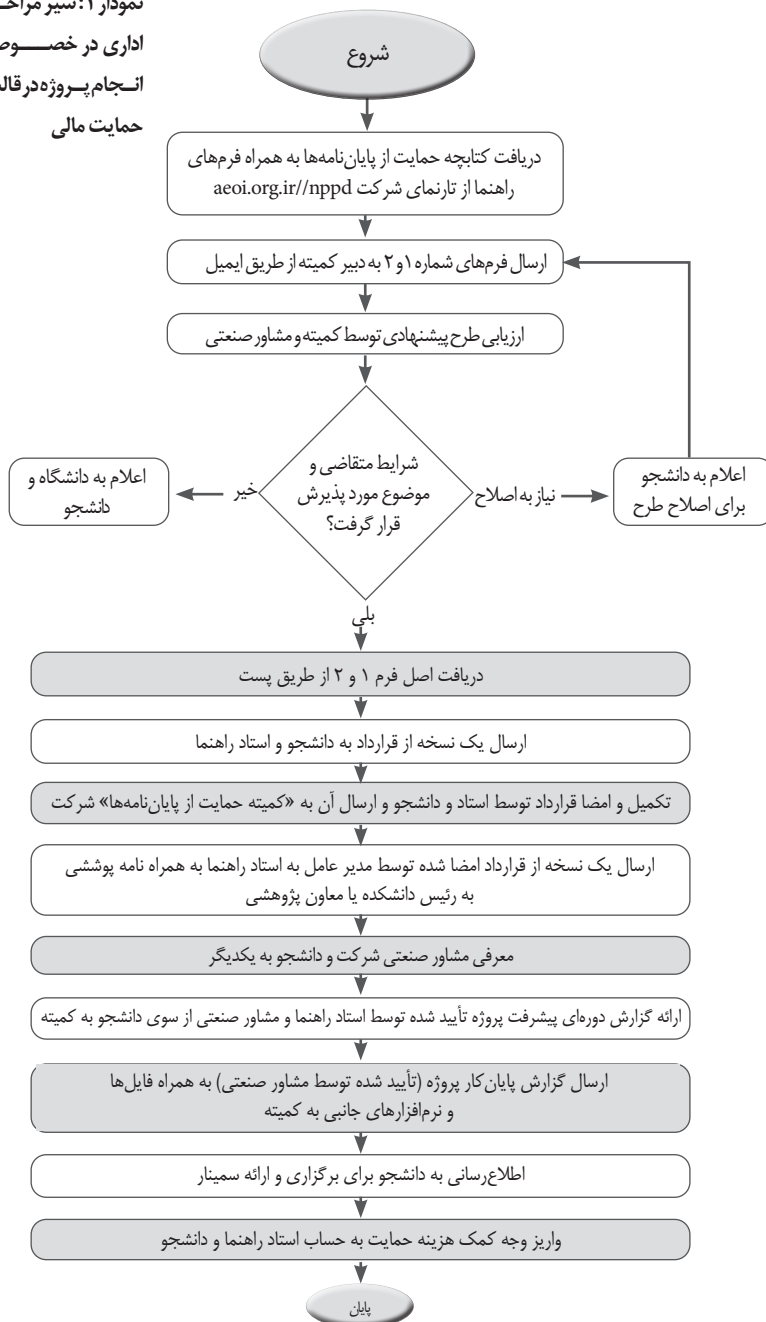 نمودار ۱: سیر مراحـ
اداری در خصـــوص
انـجام پـروژه در قالب
حمایت مالی
شروع
دریافت کتابچه حمایت از پایان‌نامه‌ها به همراه فرم‌های
راهنما از تارنمای شرکت aeoi.org.ir//nppd
ارسال فرم‌های شماره ۱ و ۲ به دبیر کمیته از طریق ایمیل
ارزیابی طرح پیشنهادی توسط کمیته و مشاور صنعتی
شرایط متقاضی و
موضوع مورد پذیرش
قرار گرفت؟
نیاز به اصلاح
اعلام به دانشجو
برای اصلاح طرح
خیر
اعلام به دانشگاه و
دانشجو
بلی
دریافت اصل فرم ۱ و ۲ از طریق پست
ارسال یک نسخه از قرارداد به دانشجو و استاد راهنما
تکمیل و امضا قرارداد توسط استاد و دانشجو و ارسال آن به «کمیته حمایت از پایان‌نامه‌ها» شرکت
ارسال یک نسخه از قرارداد امضا شده توسط مدیر عامل به استاد راهنما به همراه نامه پوششی
به رئیس دانشکده یا معاون پژوهشی
معرفی مشاور صنعتی شرکت و دانشجو به یکدیگر
ارائه گزارش دوره‌ای پیشرفت پروژه تأیید شده توسط استاد راهنما و مشاور صنعتی از سوی دانشجو به کمیته
ارسال گزارش پایان‌کار پروژه (تأیید شده توسط مشاور صنعتی) به همراه فایل‌ها
و نرم‌افزارهای جانبی به کمیته
اطلاع‌رسانی به دانشجو برای برگزاری و ارائه سمینار
واریز وجه کمک هزینه حمایت به حساب استاد راهنما و دانشجو
پایان